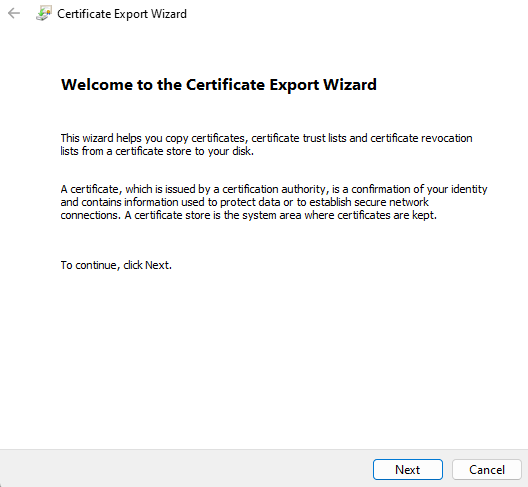 Certificate Export Wizard
Welcome to the Certificate Export Wizard
This wizard helps you copy certificates, certificate trust lists and certificate revocation
lists from a certificate store to your disk.
A certificate, which is issued by a certification authority, is a confirmation of your identity
and contains information used to protect data or to establish secure network
connections. A certificate store is the system area where certificates are kept.
To continue, click Next.
Next
Cancel